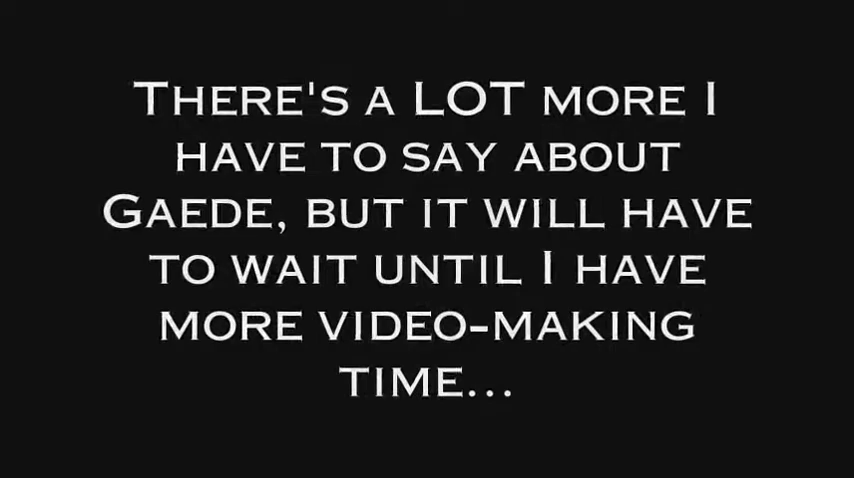 There's a LOT more I
have to say about
Gaede, but it will have
to wait until I have
more video-making
time...